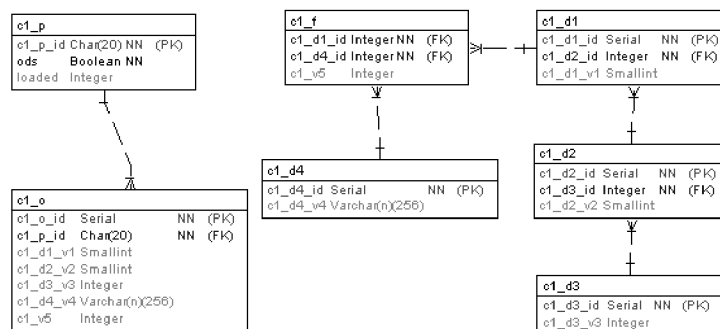 c1_p
c1_p_id Char(20) NN (PK)
ods Boolean NN
loaded Integer
c1_f
c1_d1_id Integer NN (FK)
c1_d4_id Integer NN (FK)
c1_v5 Integer
c1_d1
c1_d1_id Serial NN (PK)
c1_d2_id Integer NN (FK)
c1_d1_v1 Smallint
c1_d4
c1_d4_id Serial NN (PK)
c1_d4_v4 Varchar(n)(256)
c1_d2
c1_d2_id Serial NN (PK)
c1_d3_id Integer NN (FK)
c1_d2_v2 Smallint
c1_o
c1_o_id Serial NN (PK)
c1_p_id Char(20) NN (FK)
c1_d1_v1 Smallint
c1_d2_v2 Smallint
c1_d3_v3 Integer
c1_d4_v4 Varchar(n)(256)
c1_v5 Integer
c1_d3
c1_d3_id Serial NN (PK)
c1_d3_v3 Integer